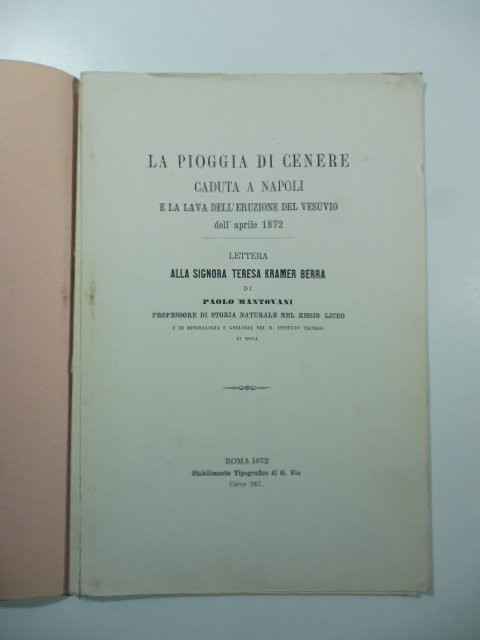 LA PIOGGIA DI CENERE
CADUTA A NAPOLI
E LA LAVA DELL'ERUZIONE DEL VESUVIO
dell'aprile 1872
LETTERA
ALLA SIGNORA TERESA KRAMER BERRA
DI
PAOLO MANTOVANI
PROFESSORE DI STORIA NATURALE NEL REGIO LICEO
E DI MINERALOGIA E GEOLOGIA NEL R. ISTITUTO TECNICO
DI ROMA
ROMA 1872
Stabilimento Tipografico di G. Via
Corso